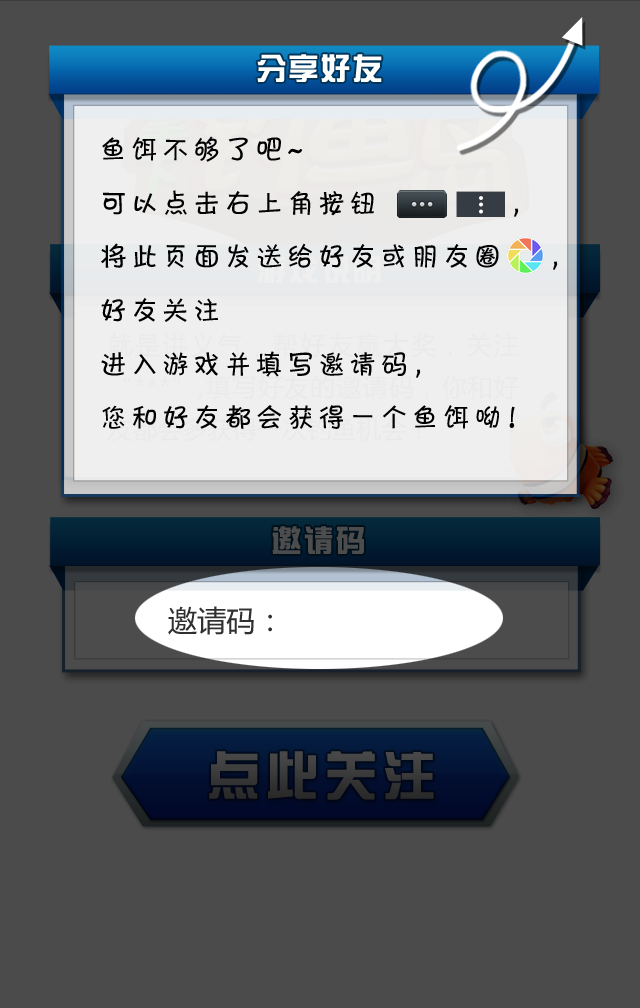 分享好友
鱼饵不够了吧~
可以点击右上角按钮 ,
将此页面发送给好友或朋友圈 ,
好友关注
进入游戏并填写邀请码,
您和好友都会获得一个鱼饵呦!
邀请码
邀请码：
点此关注